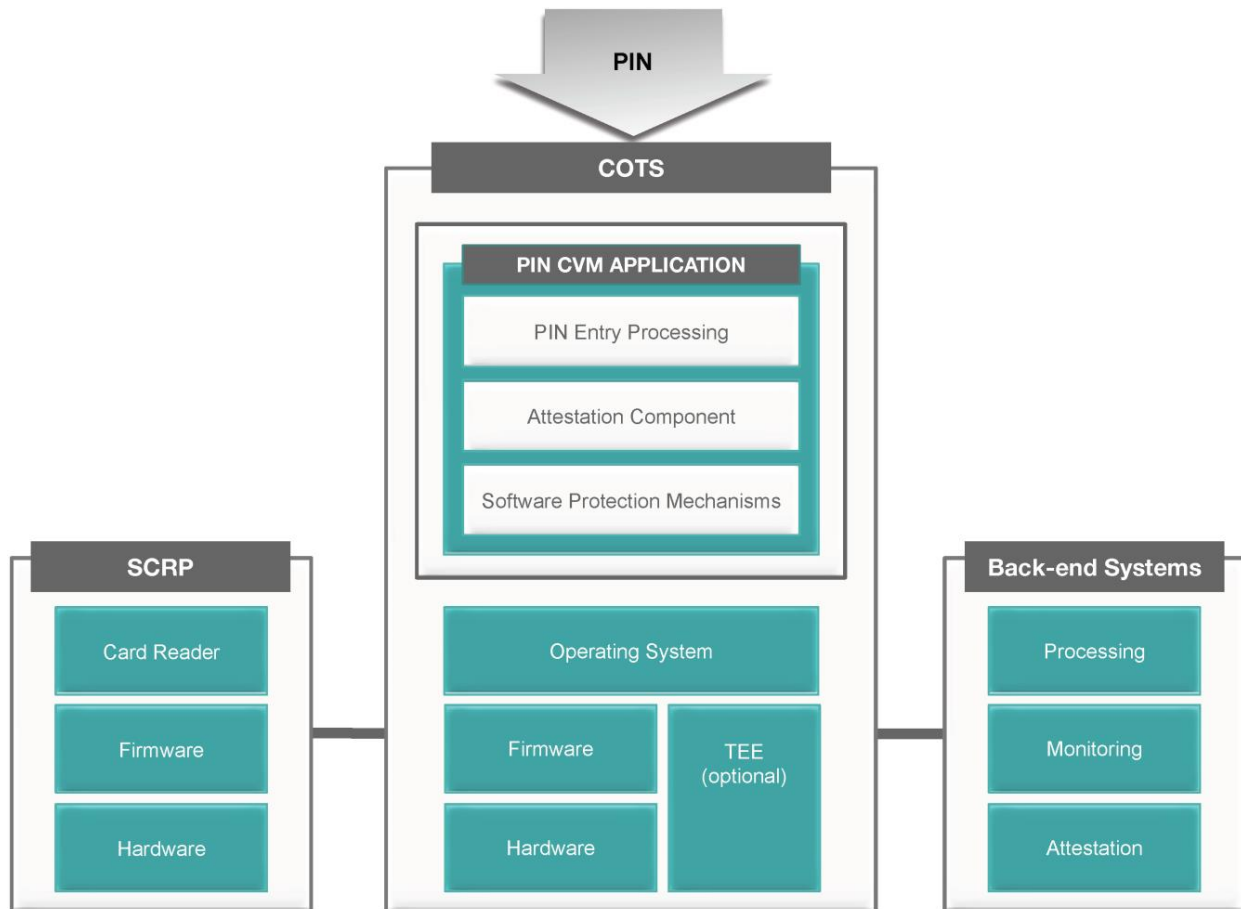 PIN
COTS
PIN CVM APPLICATION
PIN Entry Processing
Attestation Component
Software Protection Mechanisms
SCRP
Card Reader
Firmware
Hardware
Operating System
Firmware
Hardware
TEE
(optional)
Back-end Systems
Processing
Monitoring
Attestation